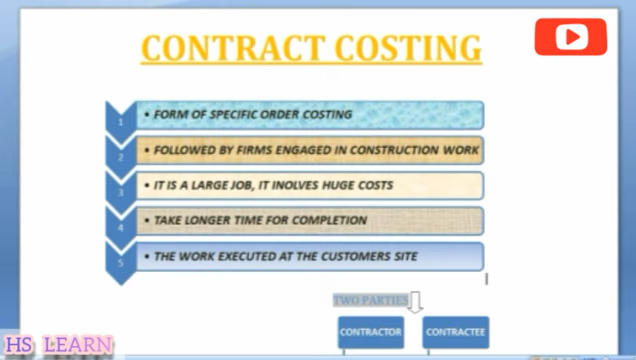 CONTRACT COSTING
1 • FORM OF SPECIFIC ORDER COSTING
2 • FOLLOWED BY FIRMS ENGAGED IN CONSTRUCTION WORK
3 • IT IS A LARGE JOB, IT INOLVES HUGE COSTS
4 • TAKE LONGER TIME FOR COMPLETION
5 • THE WORK EXECUTED AT THE CUSTOMERS SITE
TWO PARTIES
CONTRACTOR CONTRACTEE
HS LEARN